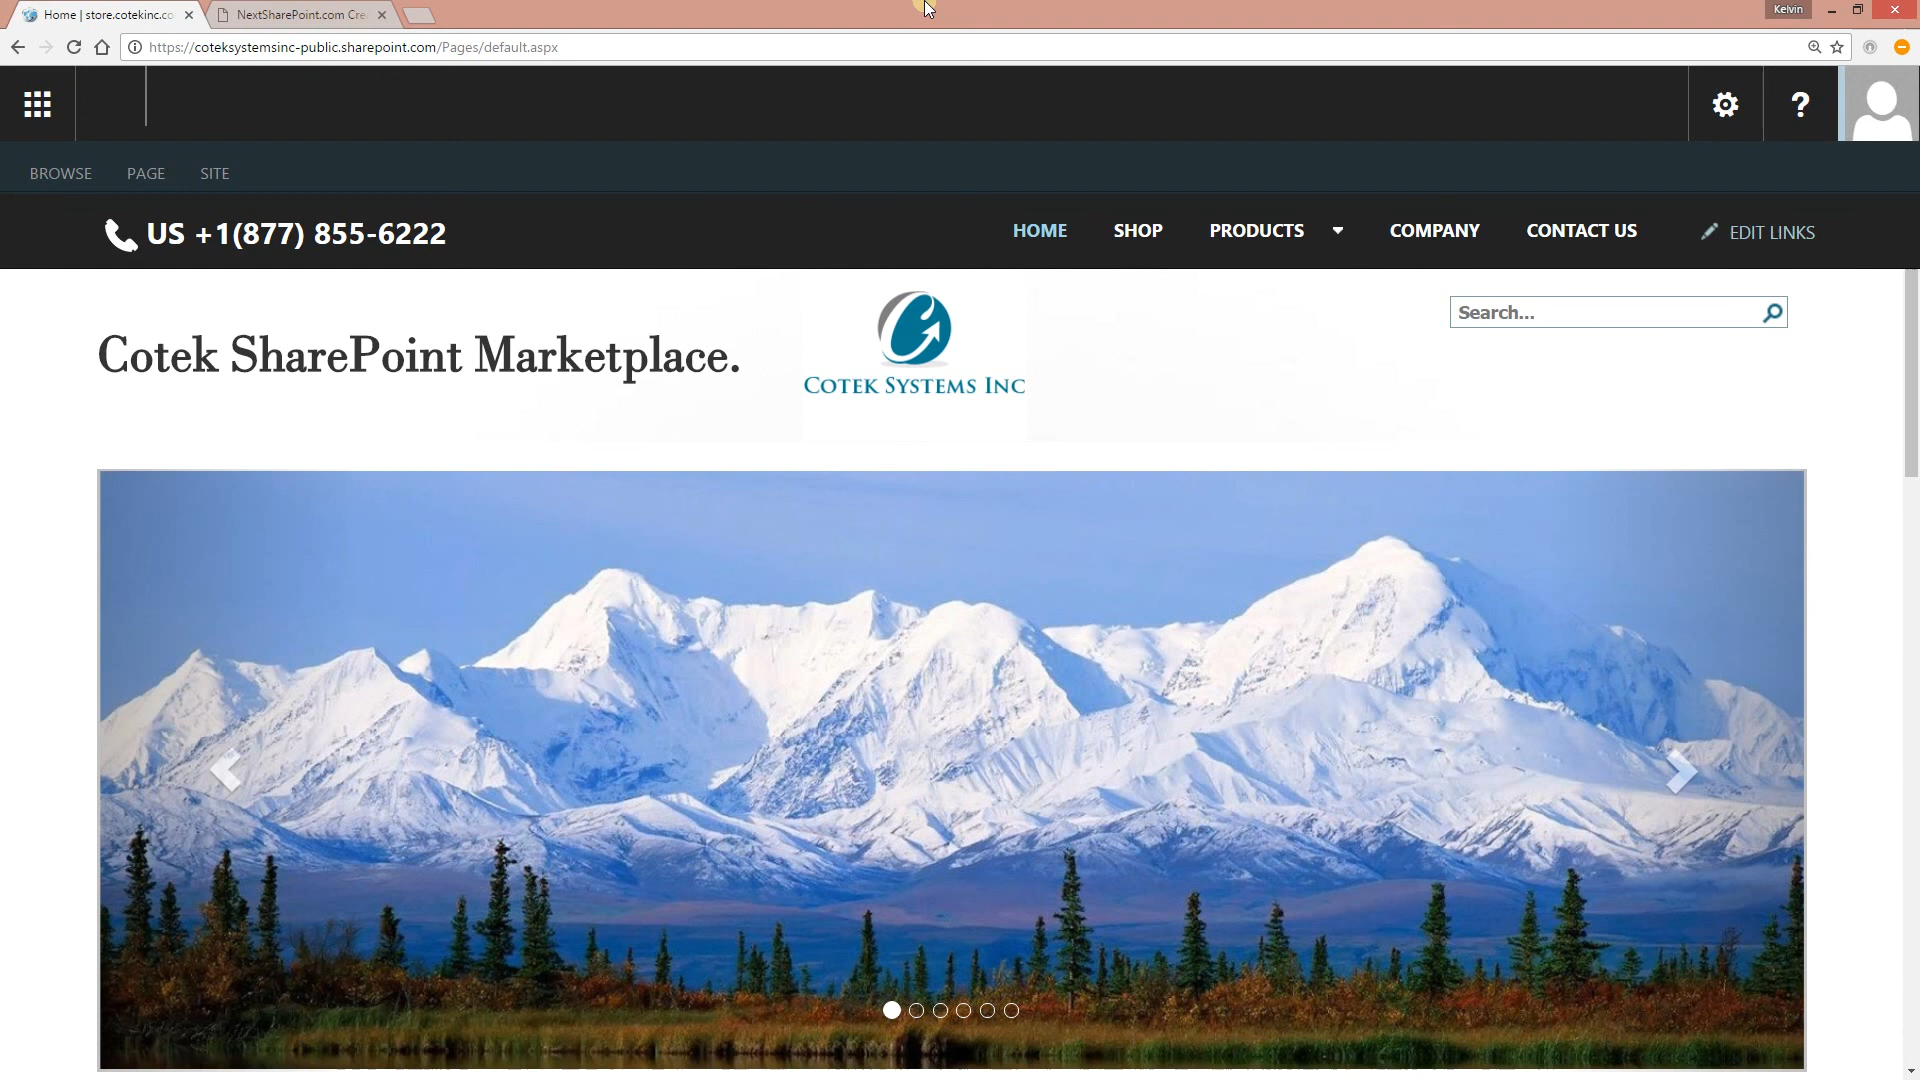 Home | store.cotekinc.co
NextSharePoint.com Cre
Kelvin
https://coteksystemsinc-public.sharepoint.com/Pages/default.aspx
?
BROWSE PAGE SITE
US +1(877) 855-6222
HOME SHOP PRODUCTS COMPANY CONTACT US EDIT LINKS
Search...
Cotek SharePoint Marketplace.
COTEK SYSTEMS INC